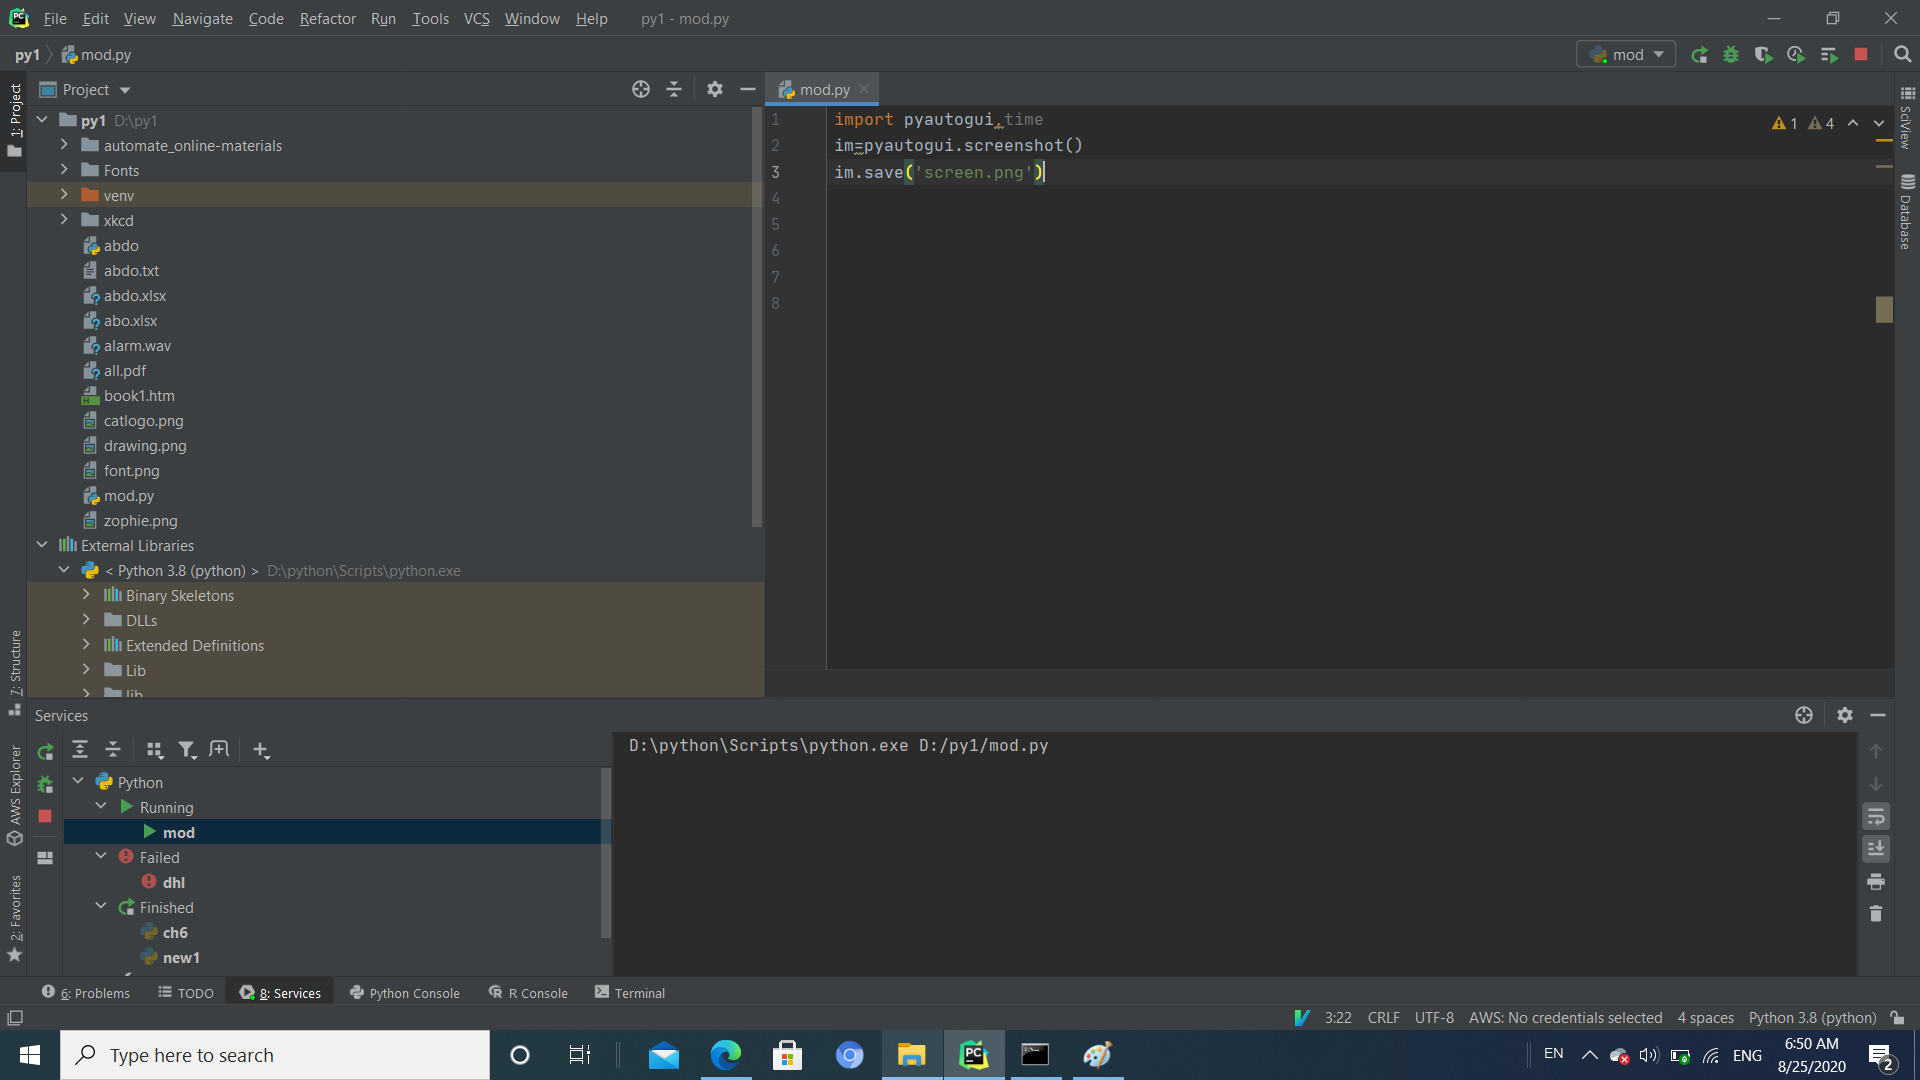 File Edit View Navigate Code Refactor Run Tools VCS Window Help py1 - mod.py
py1 mod.py
mod
1: Project
Project
mod.py
py1 D:\py1
automate_online-materials
Fonts
venv
xkcd
abdo
abdo.txt
abdo.xlsx
abo.xlsx
alarm.wav
all.pdf
book1.htm
catlogo.png
drawing.png
font.png
mod.py
zophie.png
External Libraries
< Python 3.8 (python) > D:\python\Scripts\python.exe
Binary Skeletons
DLLs
Extended Definitions
Lib
lib
1 import pyautogui,time
2 im=pyautogui.screenshot()
3 im.save('screen.png')
4
5
6
7
8
1 4
SciView
Database
7: Structure
AWS Explorer
2: Favorites
Services
Python
Running
mod
Failed
dhl
Finished
ch6
new1
D:\python\Scripts\python.exe D:/py1/mod.py
6: Problems TODO 8: Services Python Console R Console Terminal
3:22 CRLF UTF-8 AWS: No credentials selected 4 spaces Python 3.8 (python)
Type here to search
EN ENG
6:50 AM
8/25/2020
2